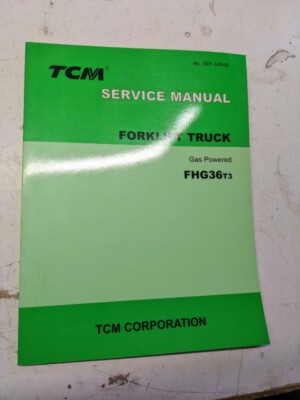 TCM
SERVICE MANUAL
FORKLIFT TRUCK
Gas Powered
FHG36T3
TCM CORPORATION